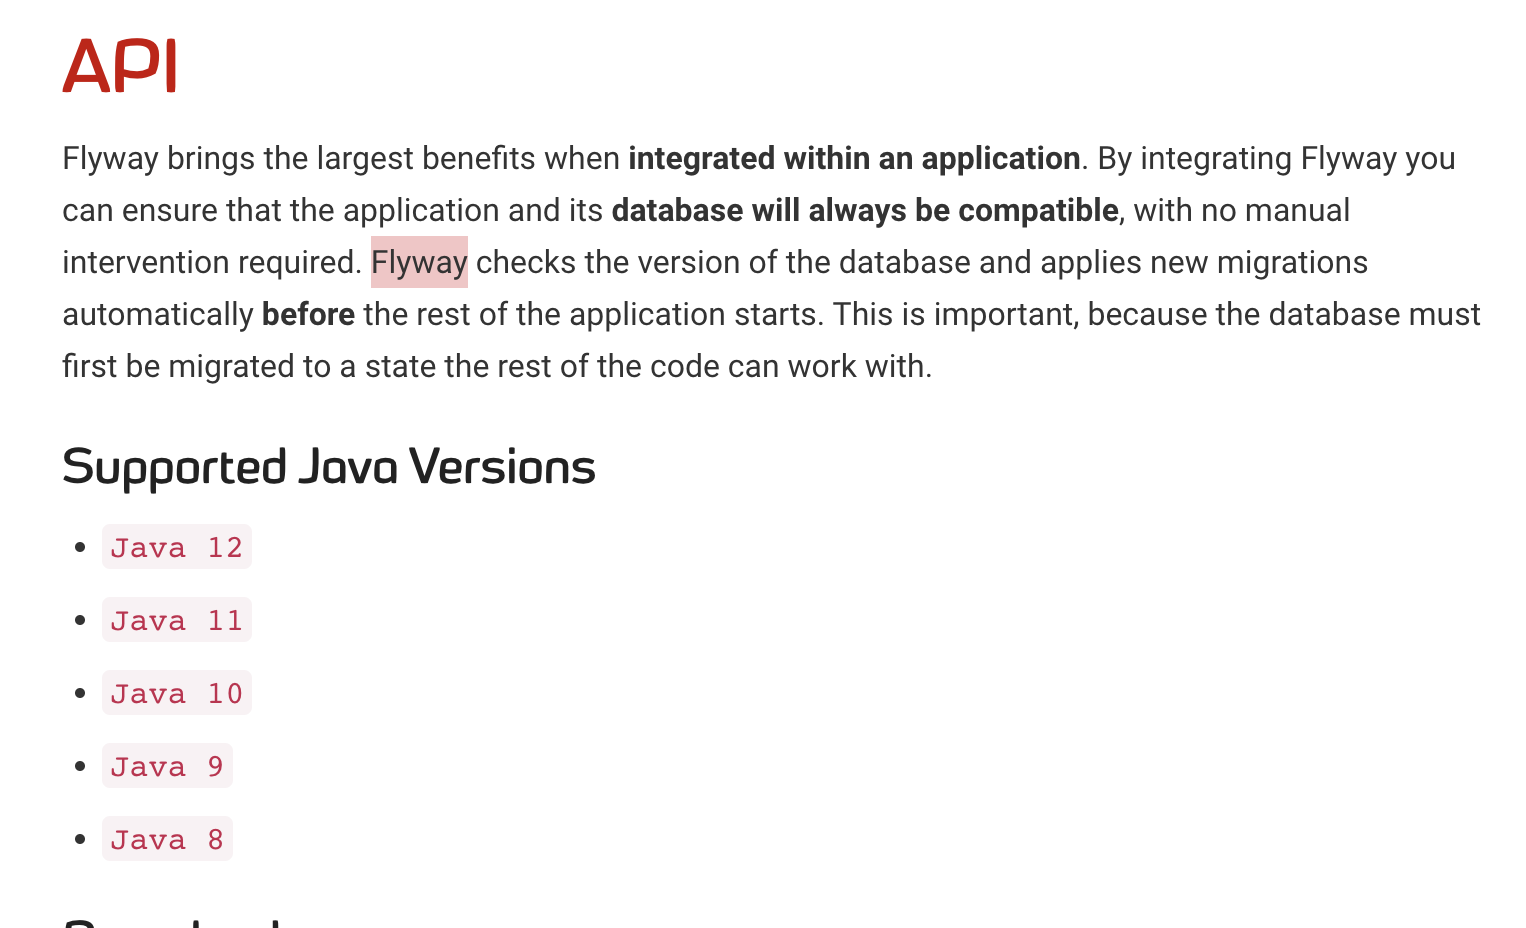 API
Flyway brings the largest benefits when integrated within an application. By integrating Flyway you
can ensure that the application and its database will always be compatible, with no manual
intervention required. Flyway checks the version of the database and applies new migrations
automatically before the rest of the application starts. This is important, because the database must
first be migrated to a state the rest of the code can work with.
Supported Java Versions
Java 12
Java 11
Java 10
Java 9
Java 8